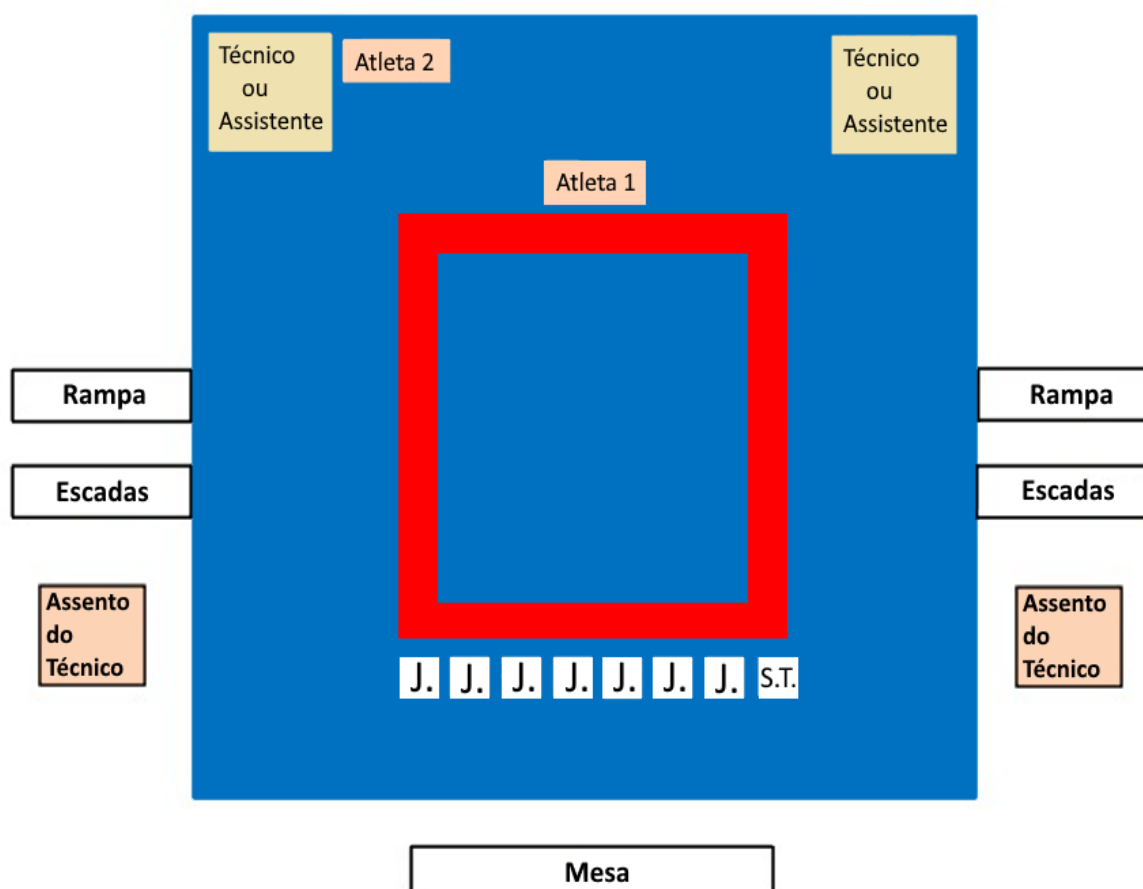 Técnico
ou
Assistente
Atleta 2
Técnico
ou
Assistente
Atleta 1
Rampa
Rampa
Escadas
Escadas
Assento
do
Técnico
Assento
do
Técnico
J. J. J. J. J. J. J. S.T.
Mesa